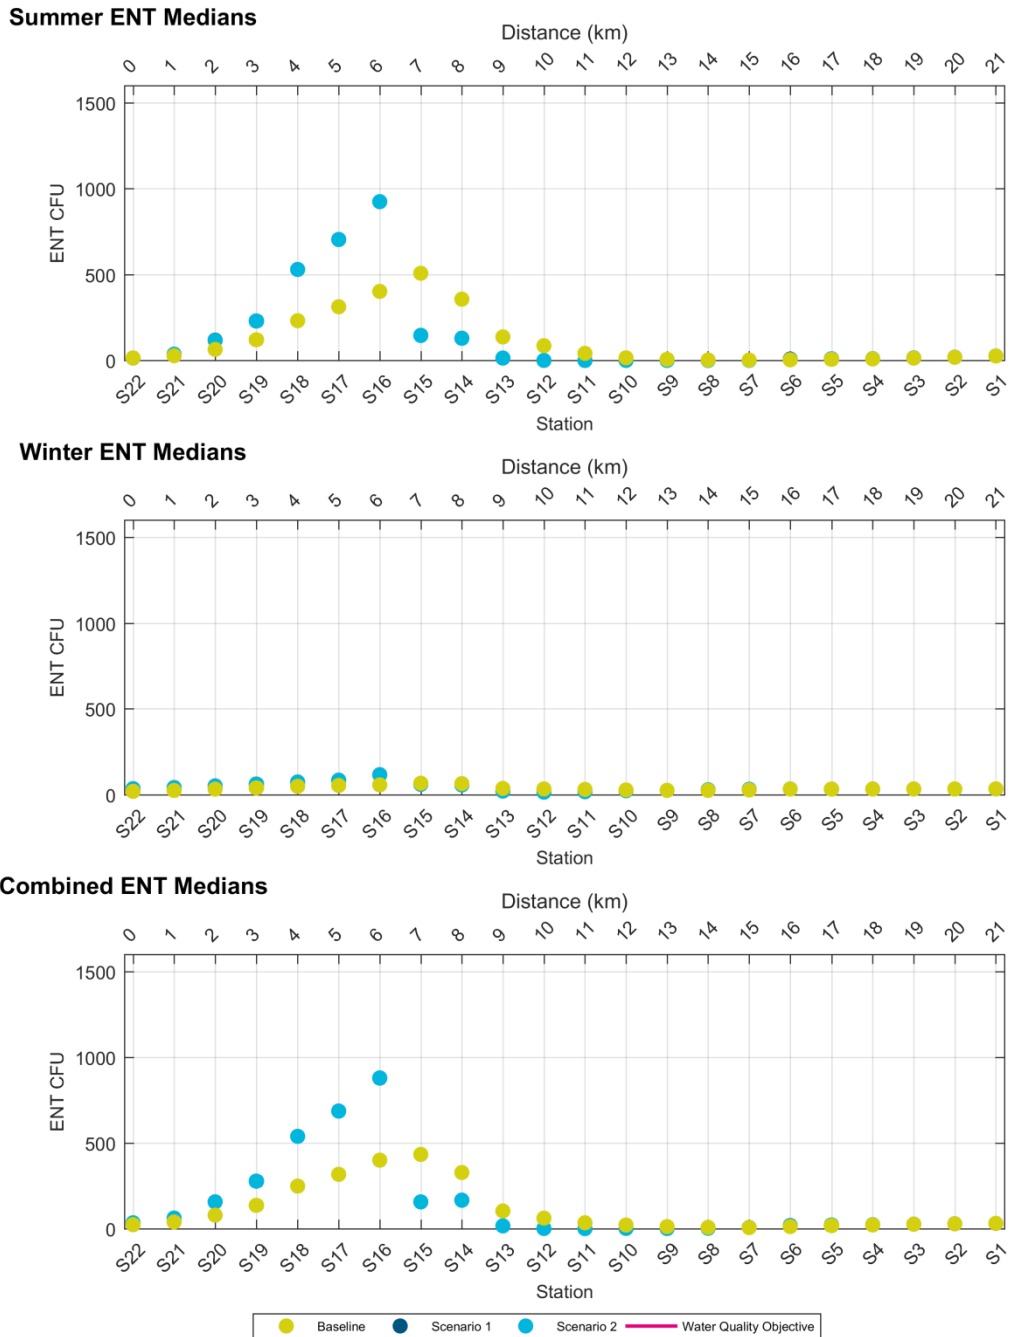 Summer ENT Medians
Distance (km)
0 1 2 3 4 5 6 7 8 9 10 11 12 13 14 15 16 17 18 19 20 21
1500
1000
500
0
ENT CFU
S22 S21 S20 S19 S18 S17 S16 S15 S14 S13 S12 S11 S10 S9 S8 S7 S6 S5 S4 S3 S2 S1
Station
Winter ENT Medians
Distance (km)
0 1 2 3 4 5 6 7 8 9 10 11 12 13 14 15 16 17 18 19 20 21
1500
1000
500
0
ENT CFU
S22 S21 S20 S19 S18 S17 S16 S15 S14 S13 S12 S11 S10 S9 S8 S7 S6 S5 S4 S3 S2 S1
Station
Combined ENT Medians
Distance (km)
0 1 2 3 4 5 6 7 8 9 10 11 12 13 14 15 16 17 18 19 20 21
1500
1000
500
0
ENT CFU
S22 S21 S20 S19 S18 S17 S16 S15 S14 S13 S12 S11 S10 S9 S8 S7 S6 S5 S4 S3 S2 S1
Station
Baseline Scenario 1 Scenario 2 Water Quality Objective